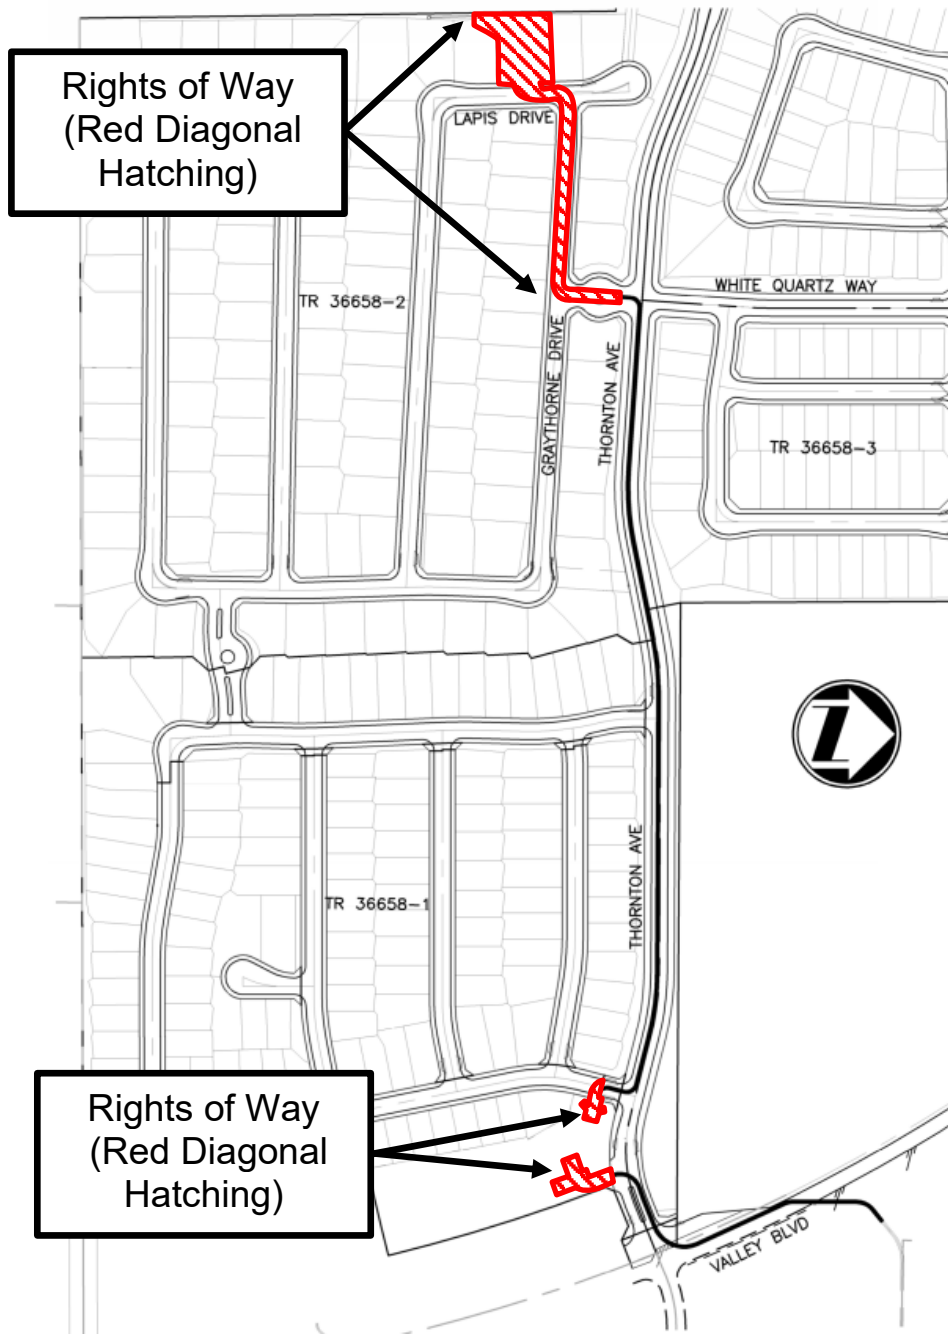 Rights of Way
(Red Diagonal
Hatching)
LAPIS DRIVE
WHITE QUARTZ WAY
TR 36658-2
GRAYTHORNE DRIVE
THORNTON AVE
TR 36658-3
THORNTON AVE
TR 36658-1
Rights of Way
(Red Diagonal
Hatching)
VALLEY BLVD